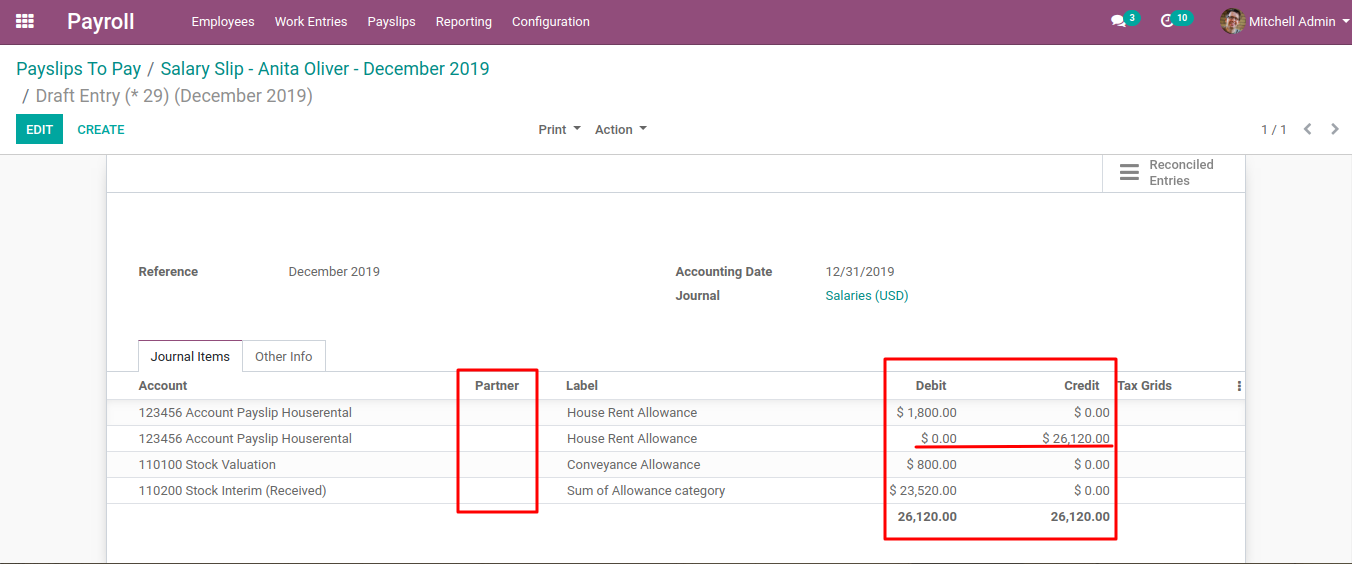 Payroll Employees Work Entries Payslips Reporting Configuration 3 10 Mitchell Admin
Payslips To Pay / Salary Slip - Anita Oliver - December 2019
/ Draft Entry (* 29) (December 2019)
EDIT CREATE Print Action 1 / 1
Reconciled
Entries
Reference December 2019 Accounting Date 12/31/2019
Journal Salaries (USD)
Journal Items Other Info
Account Partner Label Debit Credit Tax Grids
123456 Account Payslip Houserental House Rent Allowance $ 1,800.00 $ 0.00
123456 Account Payslip Houserental House Rent Allowance $ 0.00 $ 26,120.00
110100 Stock Valuation Conveyance Allowance $ 800.00 $ 0.00
110200 Stock Interim (Received) Sum of Allowance category $ 23,520.00 $ 0.00
26,120.00 26,120.00